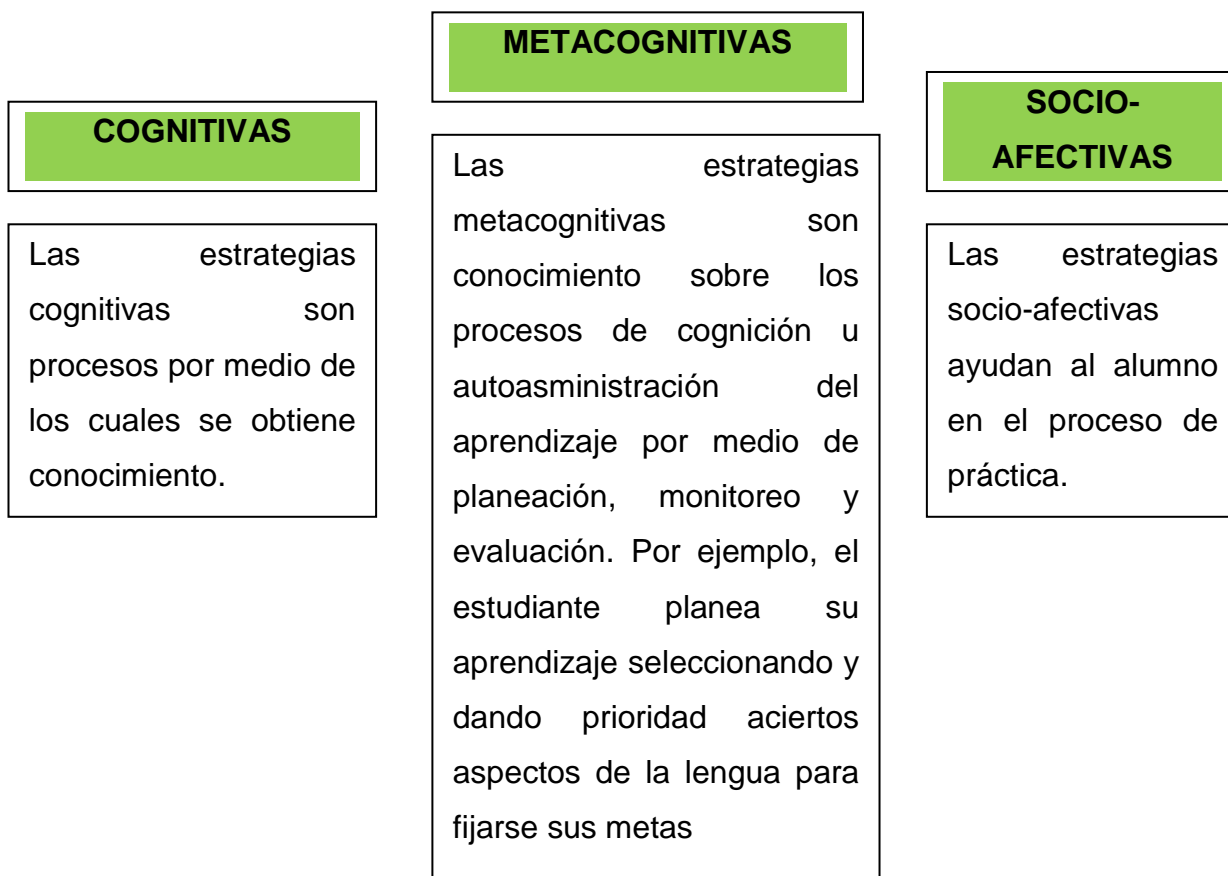 COGNITIVAS
Las estrategias
cognitivas son
procesos por medio de
los cuales se obtiene
conocimiento.
METACOGNITIVAS
Las estrategias
metacognitivas son
conocimiento sobre los
procesos de cognición u
autoasministración del
aprendizaje por medio de
planeación, monitoreo y
evaluación. Por ejemplo, el
estudiante planea su
aprendizaje seleccionando y
dando prioridad aciertos
aspectos de la lengua para
fijarse sus metas
SOCIO-
AFECTIVAS
Las estrategias
socio-afectivas
ayudan al alumno
en el proceso de
práctica.